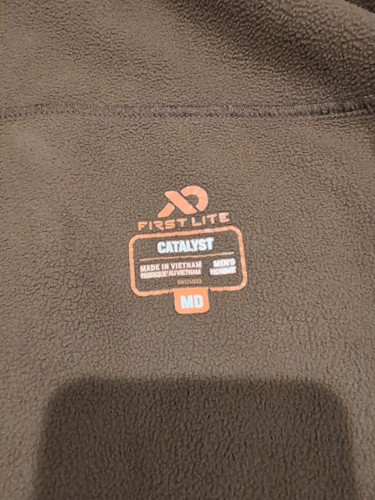 FIRST LITE
CATALYST
MADE IN VIETNAM
FABRIQUÉ AU VIETNAM
MEN'S
HOMME
MD